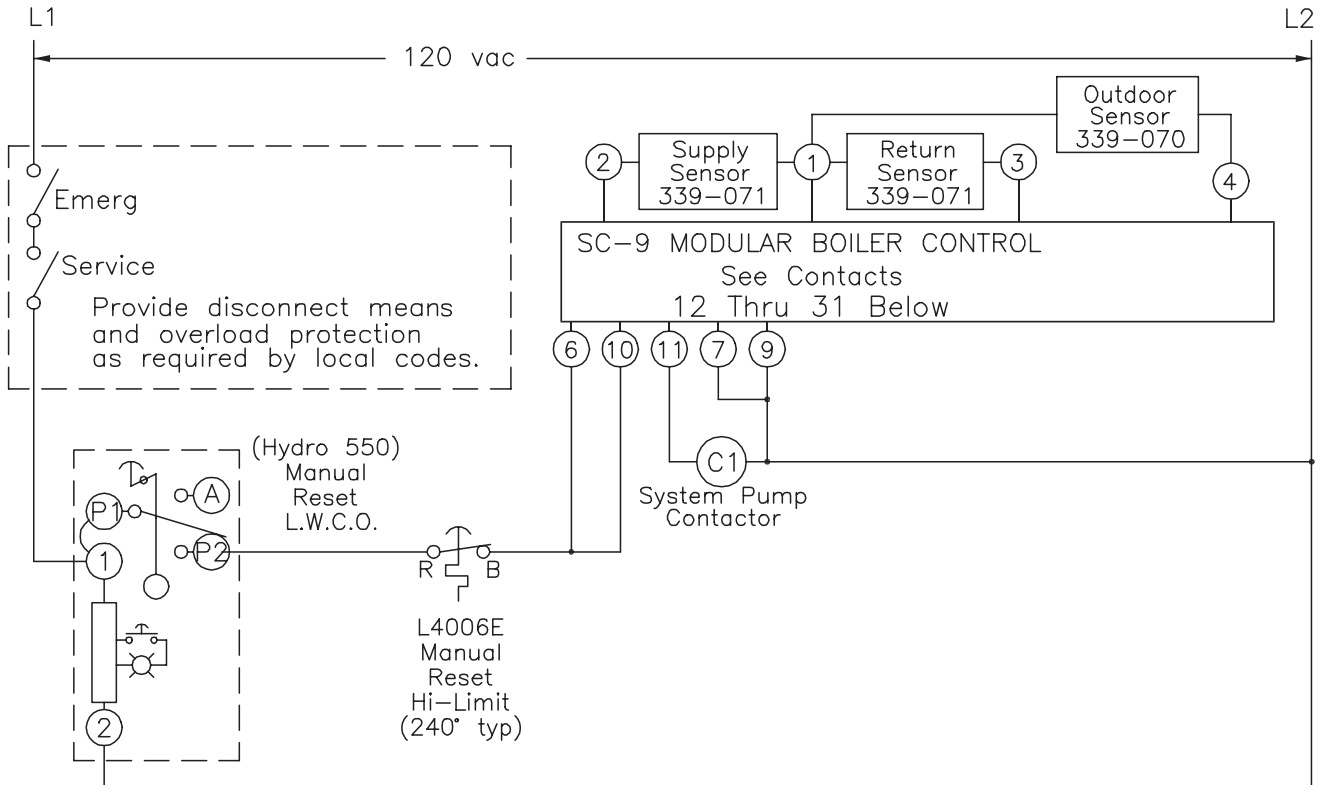 L1
L2
120 vac
Outdoor
Sensor
339-070
2
Supply
Sensor
339-071
1
Return
Sensor
339-071
3
4
Emerg
Service
Provide disconnect means
and overload protection
as required by local codes.
SC-9 MODULAR BOILER CONTROL
See Contacts
12 Thru 31 Below
6
10
11
7
9
(Hydro 550)
Manual
Reset
L.W.C.O.
C1
System Pump
Contactor
A
P1
P2
1
R
B
L4006E
Manual
Reset
Hi-Limit
(240° typ)
2